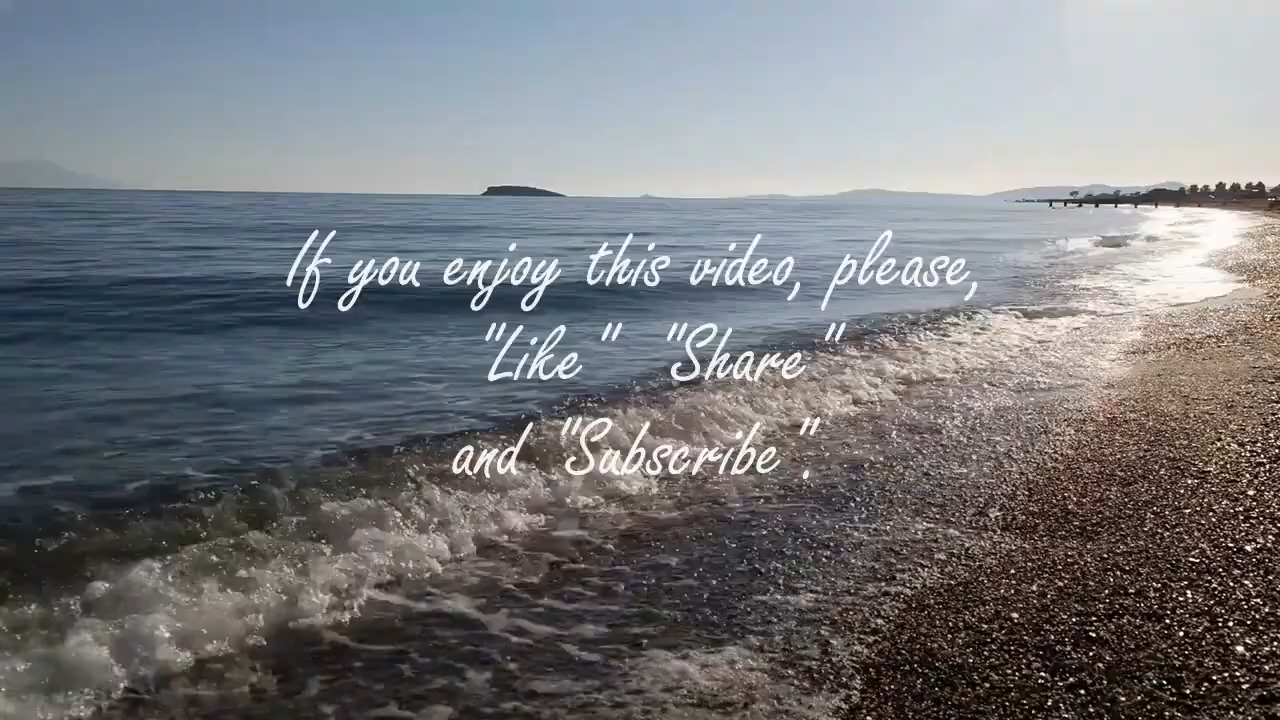 If you enjoy this video, please,
"Like" "Share"
and "Subscribe".